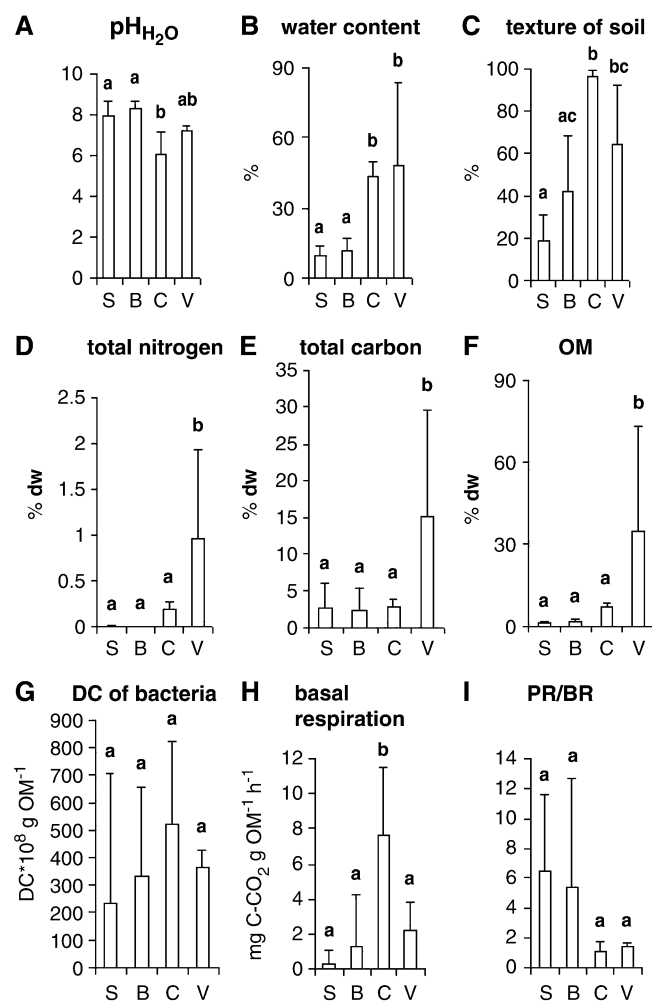 A pHH2O
a a b ab
10
8
6
4
2
0
S B C V
B water content
%
a a b b
90
60
30
0
S B C V
C texture of soil
%
a ac b bc
100
80
60
40
20
0
S B C V
D total nitrogen
% dw
a a a b
2.5
2
1.5
1
0.5
0
S B C V
E total carbon
% dw
a a a b
35
30
25
20
15
10
5
0
S B C V
F OM
% dw
a a a b
90
60
30
0
S B C V
G DC of bacteria
DC*10⁸ g OM⁻¹
a a a a
900
800
700
600
500
400
300
200
100
0
S B C V
H basal
respiration
mg C-CO₂ g OM⁻¹ h⁻¹
a a b a
12
10
8
6
4
2
0
S B C V
I PR/BR
a a a a
14
12
10
8
6
4
2
0
S B C V